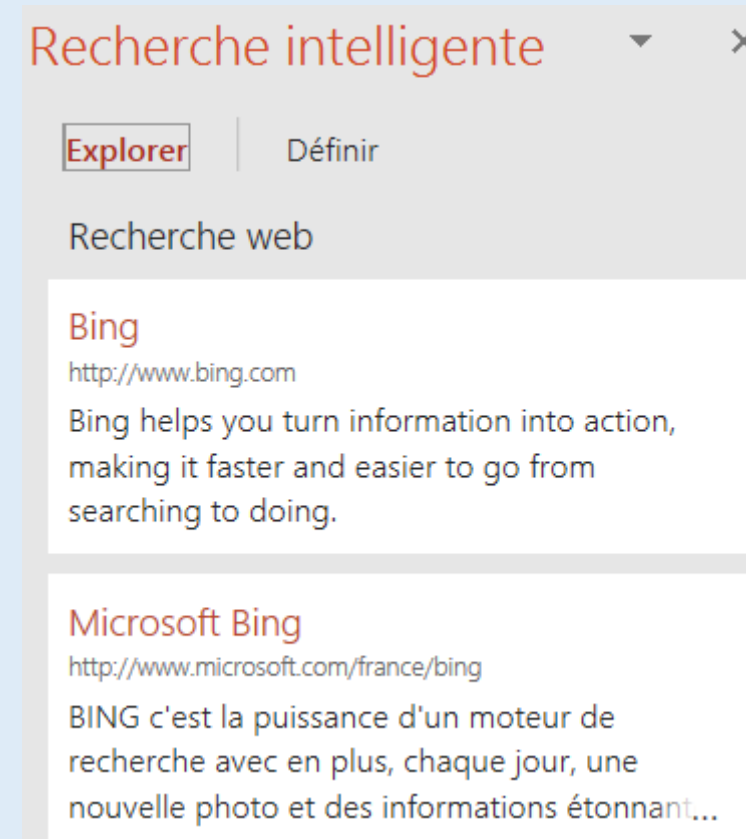 Recherche intelligente
Explorer Définir
Recherche web
Bing
http://www.bing.com
Bing helps you turn information into action,
making it faster and easier to go from
searching to doing.
Microsoft Bing
http://www.microsoft.com/france/bing
BING c'est la puissance d'un moteur de
recherche avec en plus, chaque jour, une
nouvelle photo et des informations étonnant...